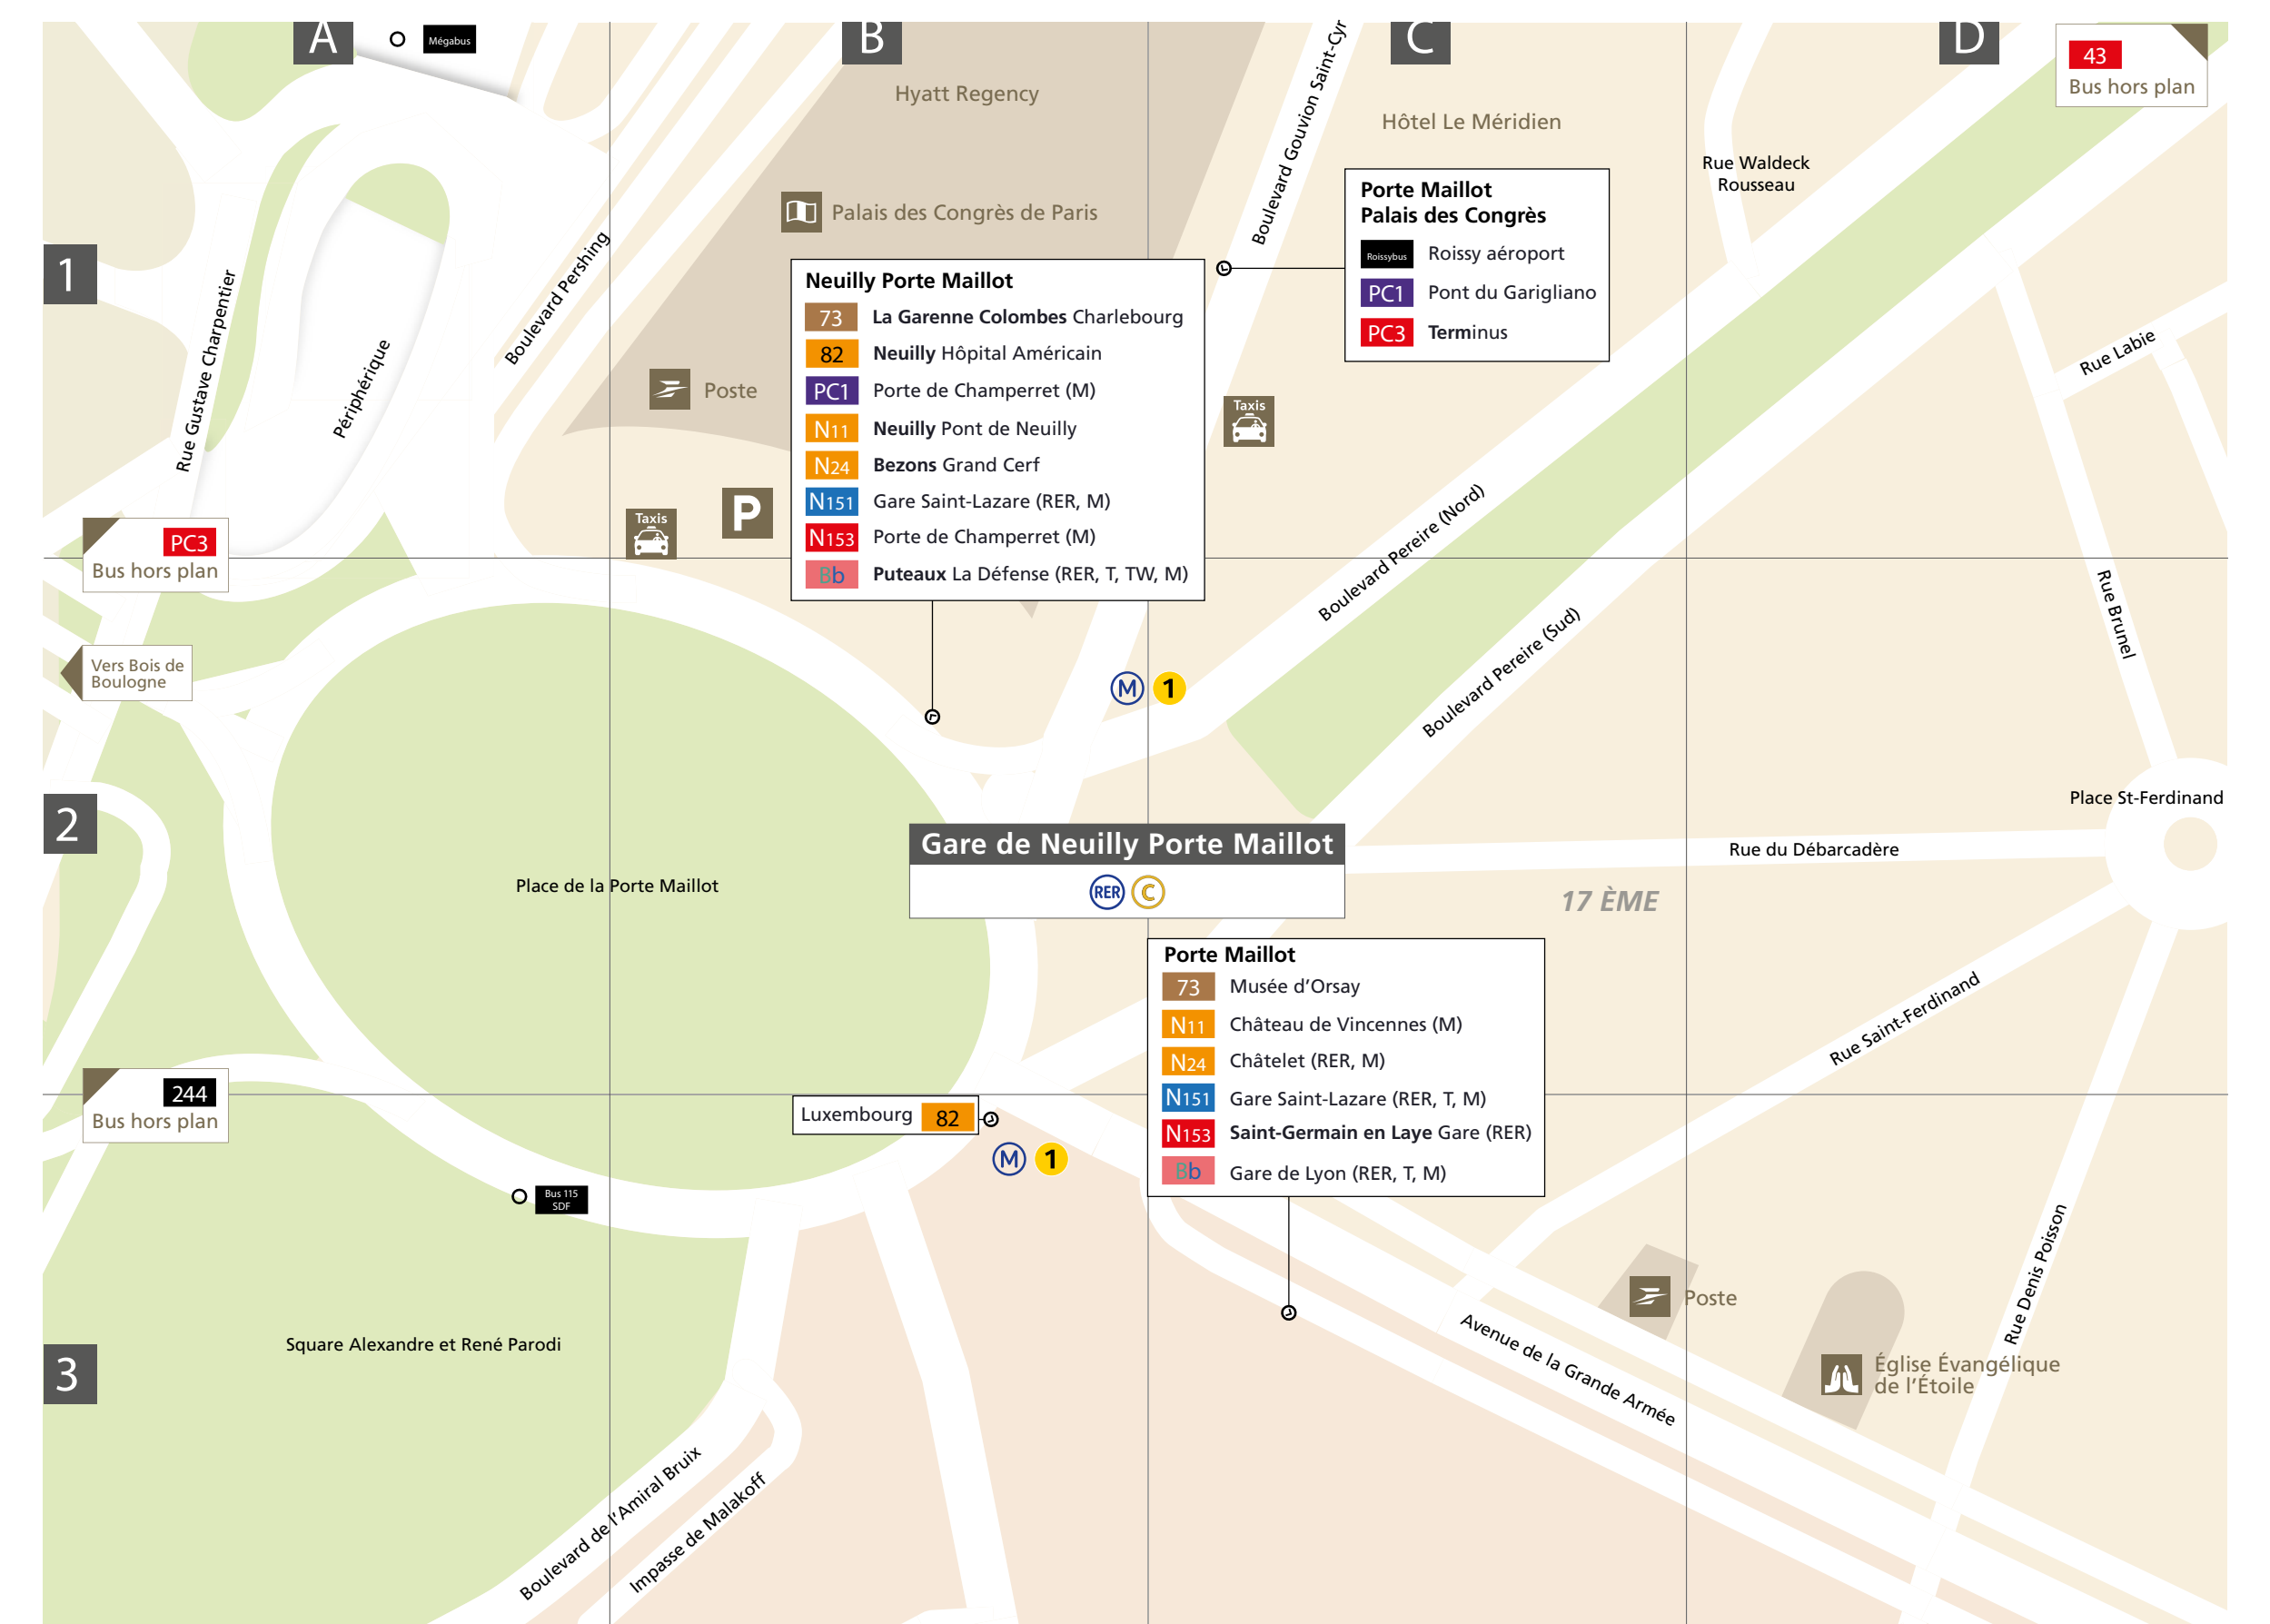 A
B
C
D
Mégabus
43
Bus hors plan
Hyatt Regency
Boulevard Gouvion Saint-Cyr
Hôtel Le Méridien
Rue Waldeck
Rousseau
Palais des Congrès de Paris
Porte Maillot
Palais des Congrès
Roissybus Roissy aéroport
PC1 Pont du Garigliano
PC3 Terminus
1
Boulevard Pershing
Rue Gustave Charpentier
Périphérique
Poste
Neuilly Porte Maillot
73 La Garenne Colombes Charlebourg
82 Neuilly Hôpital Américain
PC1 Porte de Champerret (M)
N11 Neuilly Pont de Neuilly
N24 Bezons Grand Cerf
N151 Gare Saint-Lazare (RER, M)
N153 Porte de Champerret (M)
Bb Puteaux La Défense (RER, T, TW, M)
Taxis
Rue Labie
Taxis
P
PC3
Bus hors plan
Boulevard Pereire (Nord)
Boulevard Pereire (Sud)
Rue Brunel
Vers Bois de
Boulogne
M 1
2
Place St-Ferdinand
Gare de Neuilly Porte Maillot
RER C
Rue du Débarcadère
Place de la Porte Maillot
17 ÈME
Porte Maillot
73 Musée d’Orsay
N11 Château de Vincennes (M)
N24 Châtelet (RER, M)
N151 Gare Saint-Lazare (RER, T, M)
N153 Saint-Germain en Laye Gare (RER)
Bb Gare de Lyon (RER, T, M)
Rue Saint-Ferdinand
244
Bus hors plan
Luxembourg 82
M 1
Bus 115
SDF
Rue Denis Poisson
Poste
Square Alexandre et René Parodi
3
Avenue de la Grande Armée
Église Évangélique
de l’Étoile
Boulevard de l’Amiral Bruix
Impasse de Malakoff